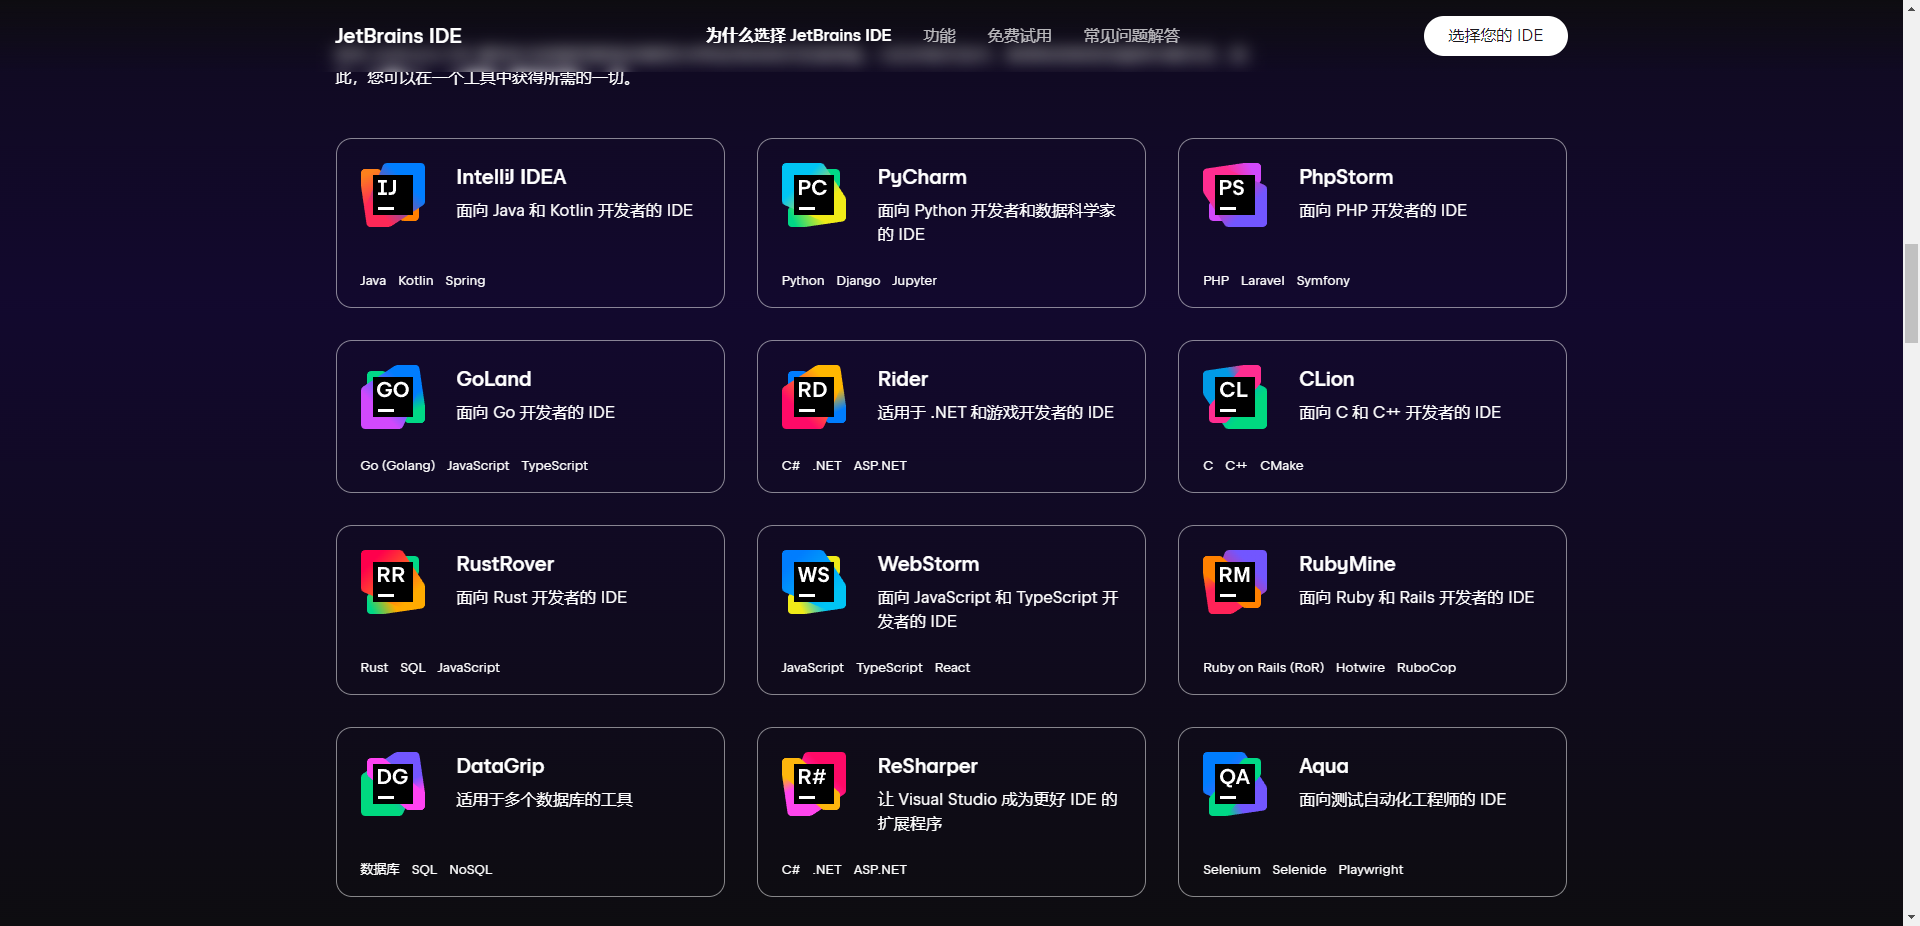 JetBrains IDE
为什么选择 JetBrains IDE
功能
免费试用
常见问题解答
选择您的 IDE
此，您可以在一个工具中获得所需的一切。
IJ
IntelliJ IDEA
面向 Java 和 Kotlin 开发者的 IDE
Java Kotlin Spring
PC
PyCharm
面向 Python 开发者和数据科学家
的 IDE
Python Django Jupyter
PS
PhpStorm
面向 PHP 开发者的 IDE
PHP Laravel Symfony
GO
GoLand
面向 Go 开发者的 IDE
Go (Golang) JavaScript TypeScript
RD
Rider
适用于 .NET 和游戏开发者的 IDE
C# .NET ASP.NET
CL
CLion
面向 C 和 C++ 开发者的 IDE
C C++ CMake
RR
RustRover
面向 Rust 开发者的 IDE
Rust SQL JavaScript
WS
WebStorm
面向 JavaScript 和 TypeScript 开
发者的 IDE
JavaScript TypeScript React
RM
RubyMine
面向 Ruby 和 Rails 开发者的 IDE
Ruby on Rails (RoR) Hotwire RuboCop
DG
DataGrip
适用于多个数据库的工具
数据库 SQL NoSQL
R#
ReSharper
让 Visual Studio 成为更好 IDE 的
扩展程序
C# .NET ASP.NET
QA
Aqua
面向测试自动化工程师的 IDE
Selenium Selenide Playwright